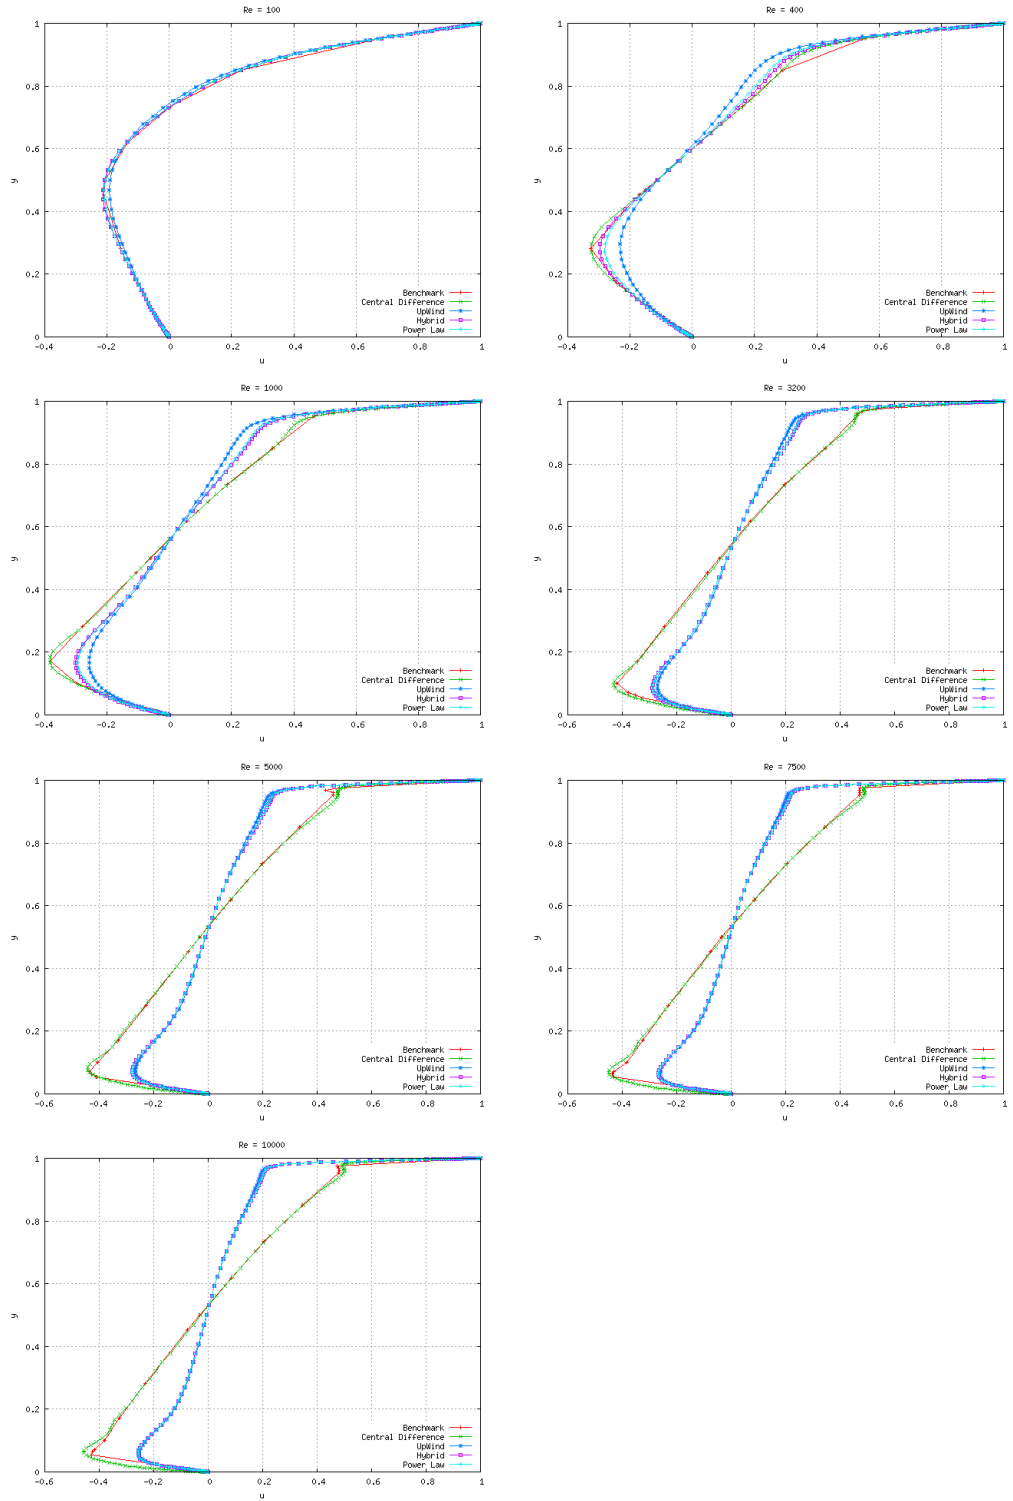 Re = 100
1
0.8
0.6
y
0.4
0.2
0
Benchmark
Central Difference
UpWind
Hybrid
Power Law
-0.4 -0.2 0 0.2 0.4 0.6 0.8 1
u
Re = 400
1
0.8
0.6
y
0.4
0.2
0
Benchmark
Central Difference
UpWind
Hybrid
Power Law
-0.4 -0.2 0 0.2 0.4 0.6 0.8 1
u
Re = 1000
1
0.8
0.6
y
0.4
0.2
0
Benchmark
Central Difference
UpWind
Hybrid
Power Law
-0.4 -0.2 0 0.2 0.4 0.6 0.8 1
u
Re = 3200
1
0.8
0.6
y
0.4
0.2
0
Benchmark
Central Difference
UpWind
Hybrid
Power Law
-0.6 -0.4 -0.2 0 0.2 0.4 0.6 0.8 1
u
Re = 5000
1
0.8
0.6
y
0.4
0.2
0
Benchmark
Central Difference
UpWind
Hybrid
Power Law
-0.6 -0.4 -0.2 0 0.2 0.4 0.6 0.8 1
u
Re = 7500
1
0.8
0.6
y
0.4
0.2
0
Benchmark
Central Difference
UpWind
Hybrid
Power Law
-0.6 -0.4 -0.2 0 0.2 0.4 0.6 0.8 1
u
Re = 10000
1
0.8
0.6
y
0.4
0.2
0
Benchmark
Central Difference
UpWind
Hybrid
Power Law
-0.6 -0.4 -0.2 0 0.2 0.4 0.6 0.8 1
u